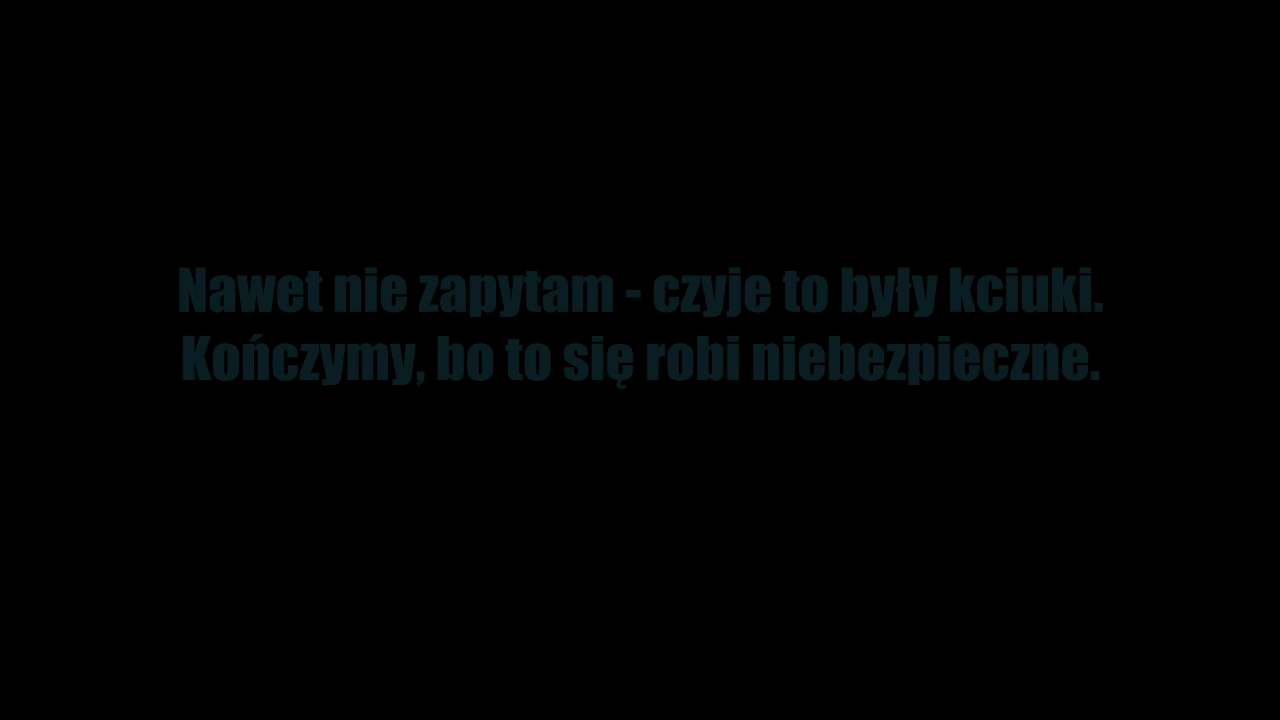 Nawet nie zapytam - czyje to były kciuki.
Kończymy, bo to się robi niebezpieczne.